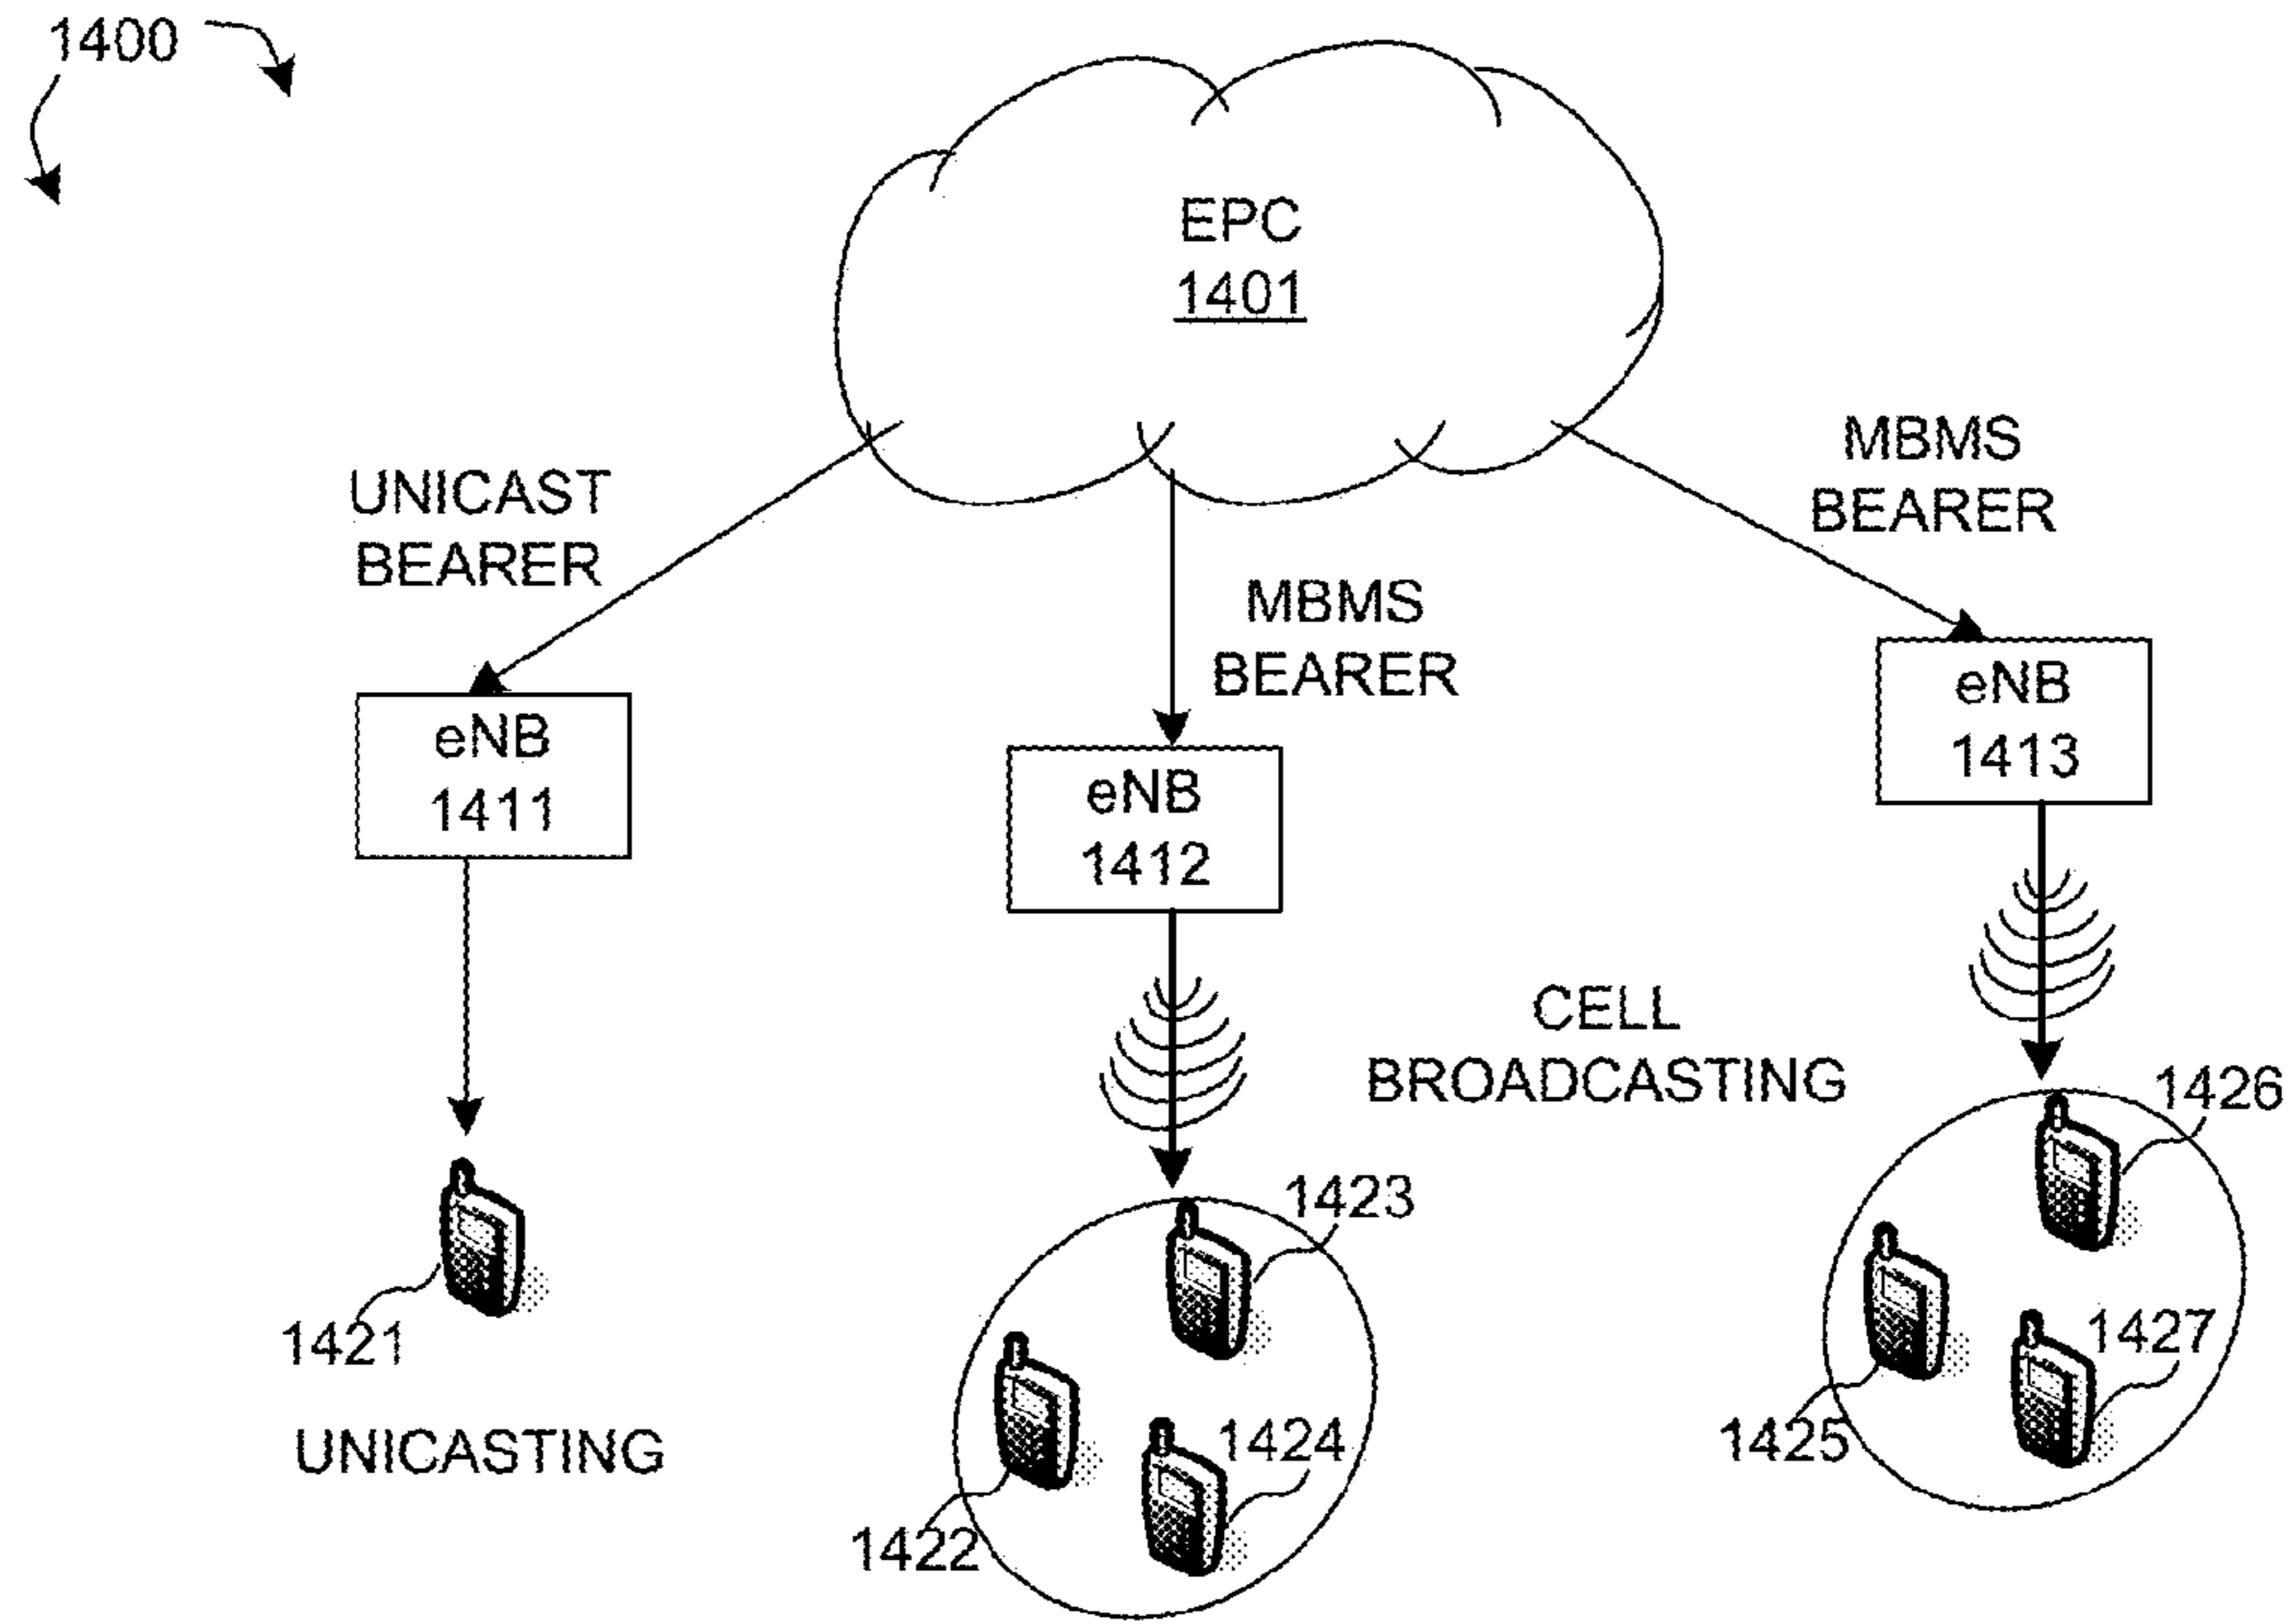 1400
EPC
1401
UNICAST
BEARER
MBMS
BEARER
MBMS
BEARER
eNB
1411
eNB
1412
eNB
1413
CELL
BROADCASTING
1426
1423
1421
1427
1424
1425
UNICASTING
1422